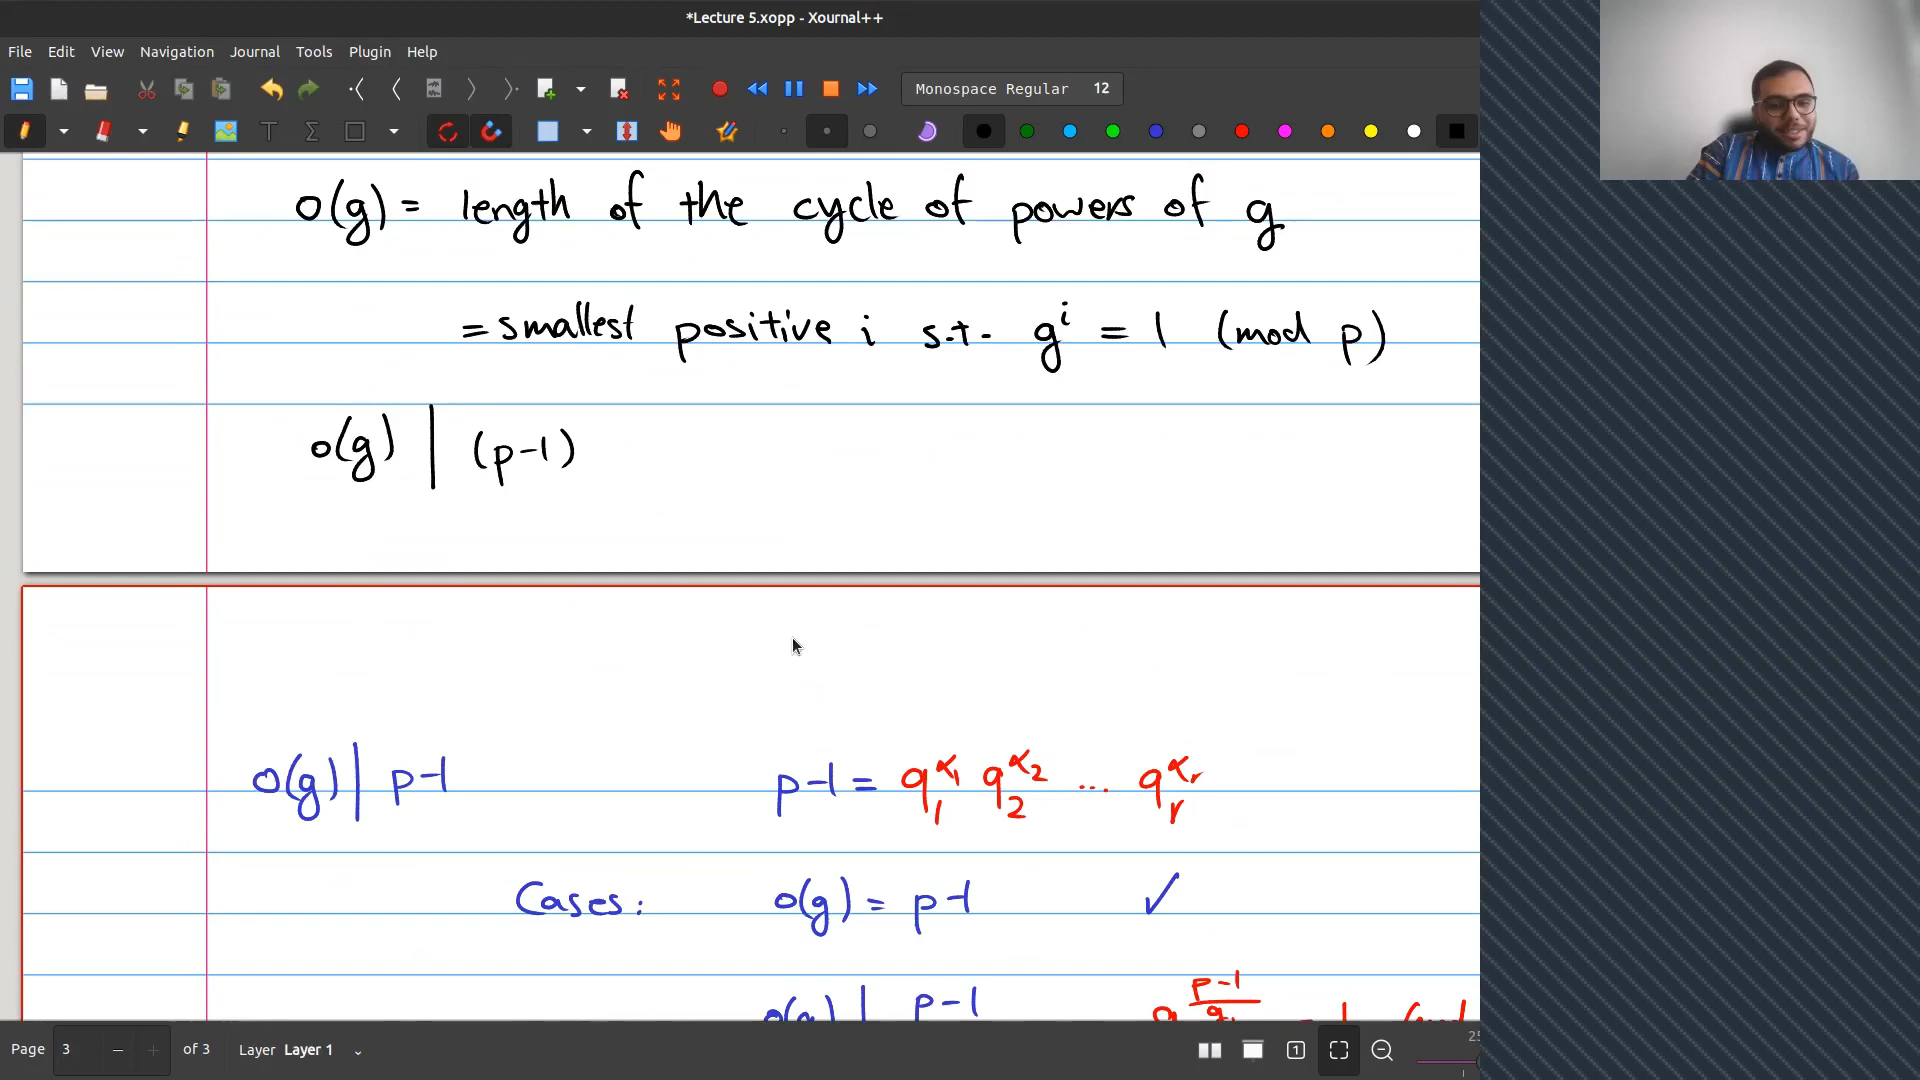 *Lecture 5.xopp - Xournal++
File Edit View Navigation Journal Tools Plugin Help
Monospace Regular 12
o(g) = length of the cycle of powers of g
= smallest positive i s.t. g^i = 1 (mod p)
o(g) | (p-1)
o(g) | p-1 p-1 = q_1^α_1 q_2^α_2 ... q_r^α_r
Cases: o(g) = p-1 ✓
o(g) | p-1
p-1
Page 3 of 3 Layer Layer 1